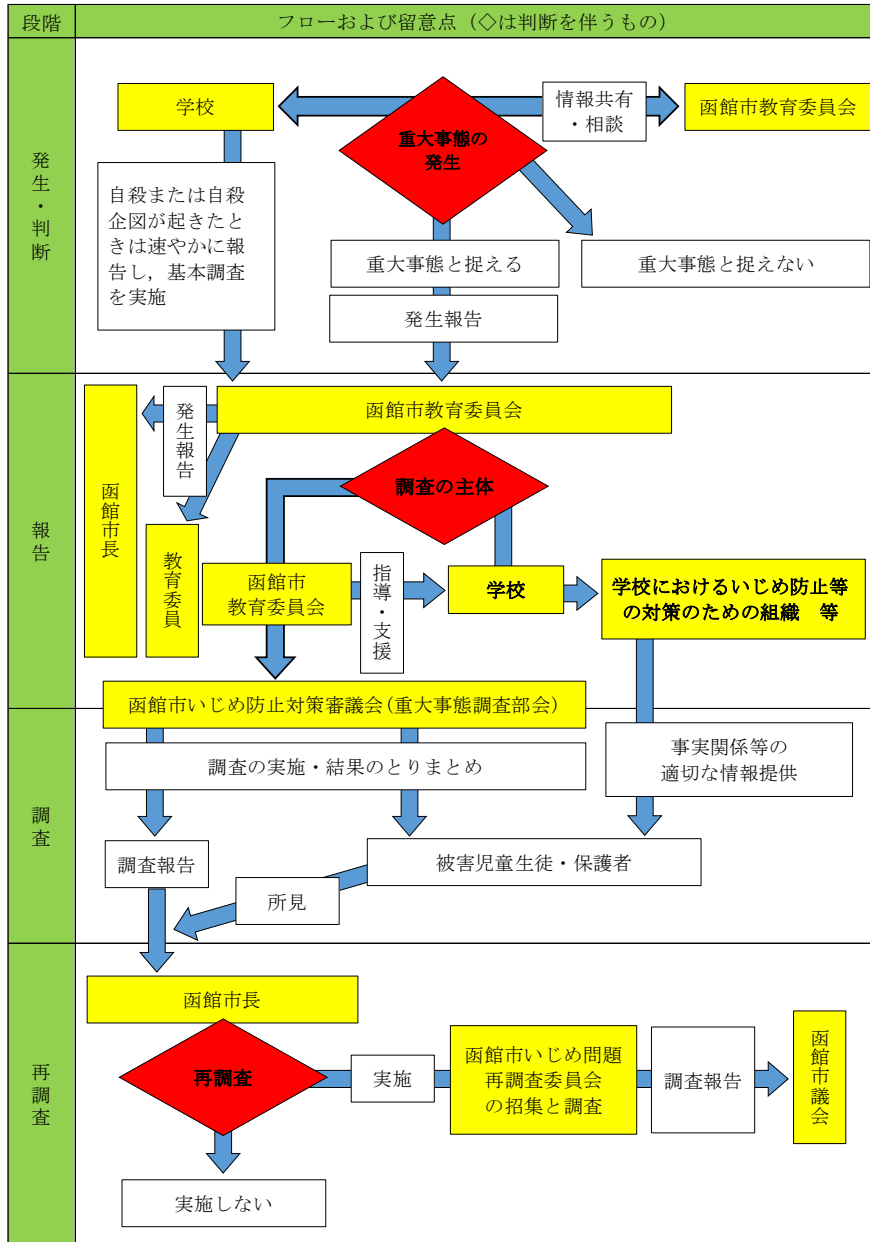 段階
フローおよび留意点（◇は判断を伴うもの）
発生・判断
学校
情報共有
・相談
函館市教育委員会
重大事態の
発生
自殺または自殺
企図が起きたと
きは速やかに報
告し，基本調査
を実施
重大事態と捉える
重大事態と捉えない
発生報告
報告
函館市教育委員会
発生報告
函館市長
教育委員
調査の主体
函館市
教育委員会
指導・支援
学校
学校におけるいじめ防止等
の対策のための組織　等
函館市いじめ防止対策審議会(重大事態調査部会)
調査
調査の実施・結果のとりまとめ
事実関係等の
適切な情報提供
調査報告
被害児童生徒・保護者
所見
再調査
函館市長
再調査
実施
函館市いじめ問題
再調査委員会
の招集と調査
調査報告
函館市議会
実施しない